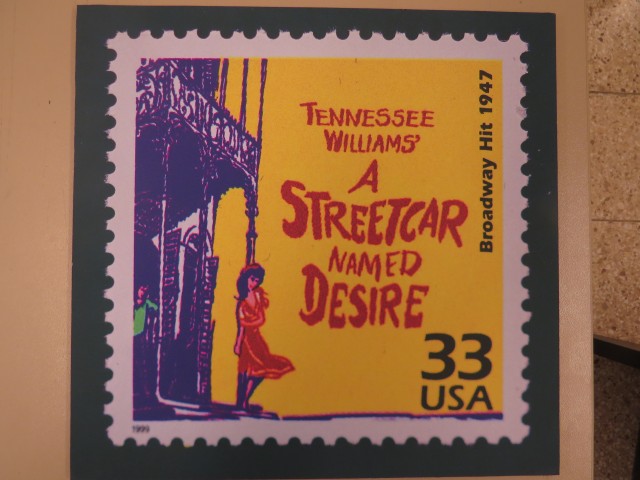 TENNESSEE
WILLIAMS'
A
STREETCAR
NAMED
DESIRE
Broadway Hit 1947
33
USA
1999